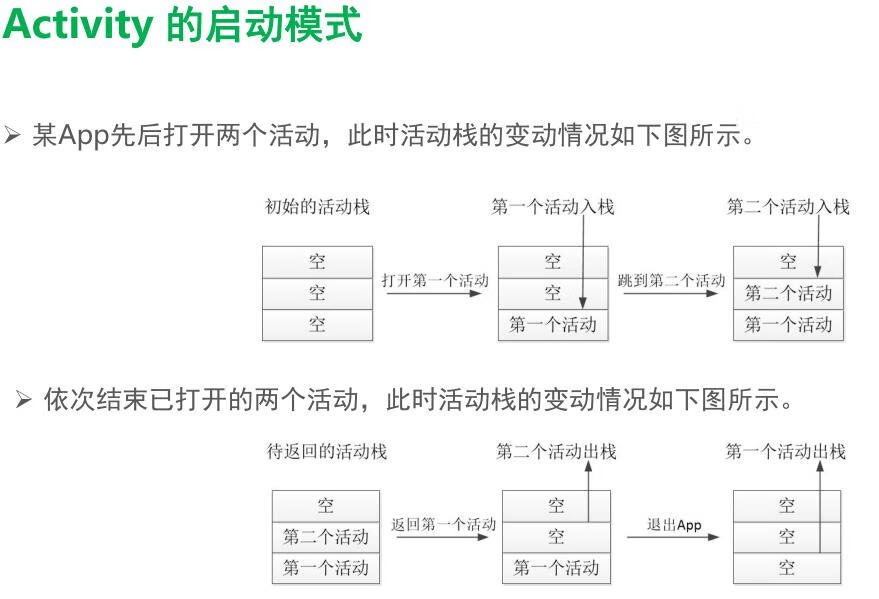 Activity 的启动模式
➢ 某App先后打开两个活动，此时活动栈的变动情况如下图所示。
初始的活动栈 第一个活动入栈 第二个活动入栈
空 空 空
打开第一个活动 跳到第二个活动
空 空 第二个活动
空 第一个活动 第一个活动
➢ 依次结束已打开的两个活动，此时活动栈的变动情况如下图所示。
待返回的活动栈 第二个活动出栈 第一个活动出栈
空 空 空
返回第一个活动 退出App
第二个活动 空 空
第一个活动 第一个活动 空